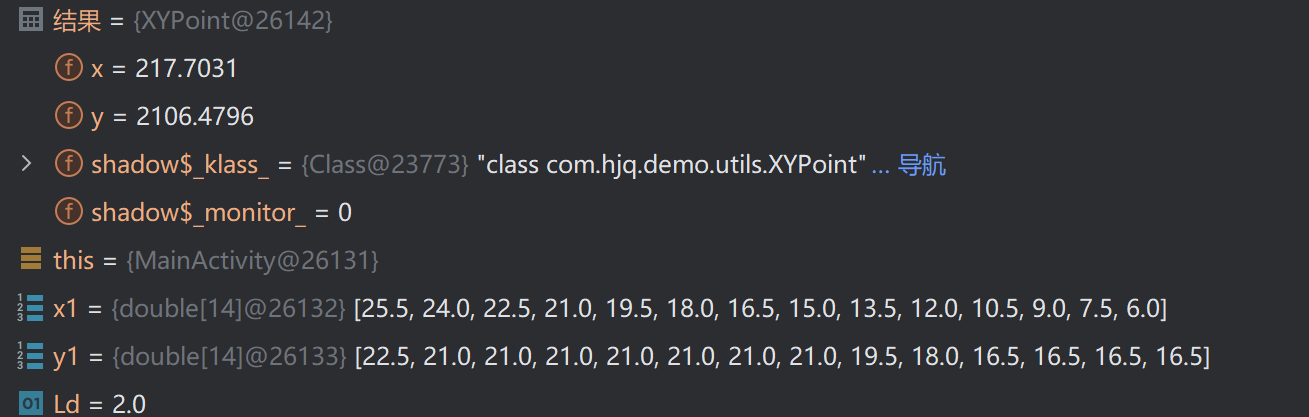 结果 = {XYPoint@26142}
f x = 217.7031
f y = 2106.4796
f shadow$_klass_ = {Class@23773} "class com.hjq.demo.utils.XYPoint" ... 导航
f shadow$_monitor_ = 0
this = {MainActivity@26131}
123 x1 = {double[14]@26132} [25.5, 24.0, 22.5, 21.0, 19.5, 18.0, 16.5, 15.0, 13.5, 12.0, 10.5, 9.0, 7.5, 6.0]
123 y1 = {double[14]@26133} [22.5, 21.0, 21.0, 21.0, 21.0, 21.0, 21.0, 21.0, 19.5, 18.0, 16.5, 16.5, 16.5, 16.5]
01 Ld = 2.0